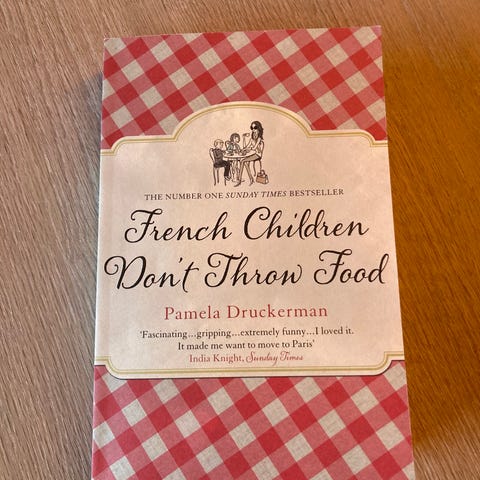 THE NUMBER ONE SUNDAY TIMES BESTSELLER
French Children
Don't Throw Food
Pamela Druckerman
'Fascinating...gripping...extremely funny...I loved it.
It made me want to move to Paris'
India Knight, Sunday Times